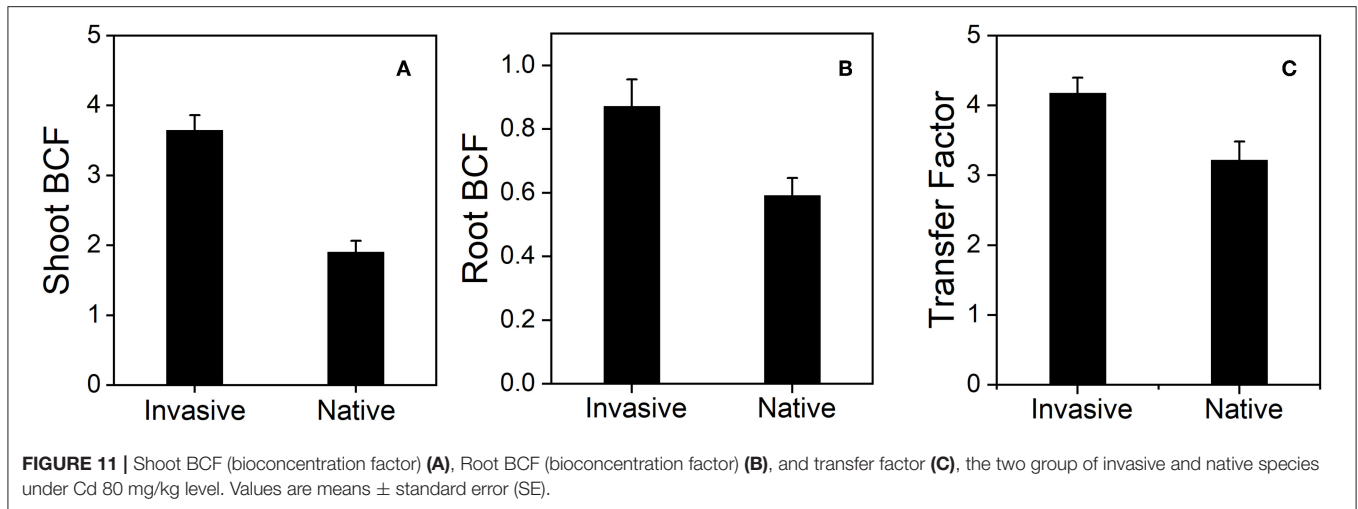 A
Shoot BCF
5
4
3
2
1
0
Invasive Native
B
Root BCF
1.0
0.8
0.6
0.4
0.2
0.0
Invasive Native
C
Transfer Factor
5
4
3
2
1
0
Invasive Native
FIGURE 11 | Shoot BCF (bioconcentration factor) (A), Root BCF (bioconcentration factor) (B), and transfer factor (C), the two group of invasive and native species
under Cd 80 mg/kg level. Values are means ± standard error (SE).